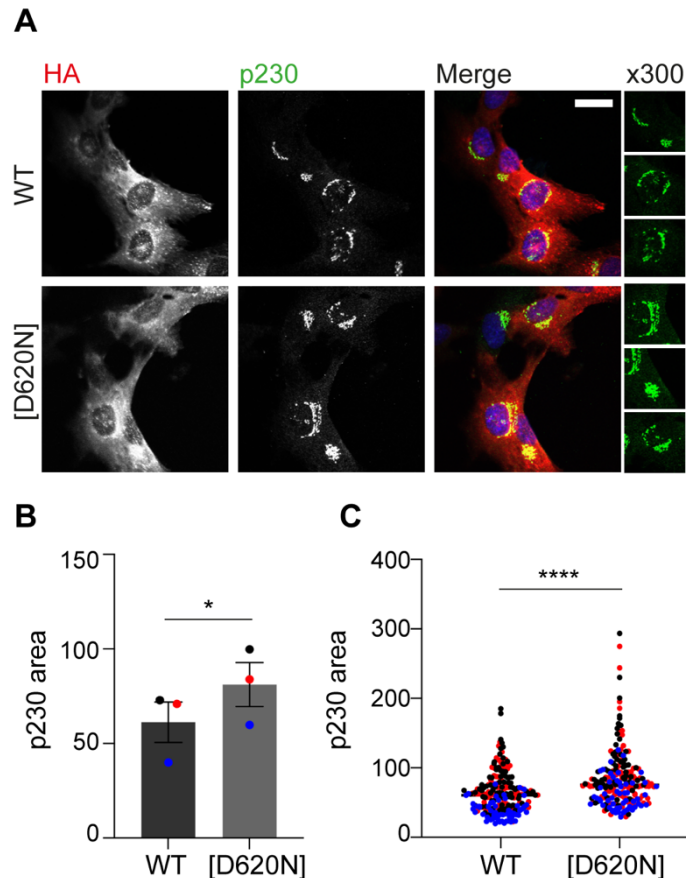 A
HA p230 Merge x300
WT
[D620N]
B
p230 area
150
100
50
0
*
WT [D620N]
C
p230 area
400
300
200
100
0
****
WT [D620N]